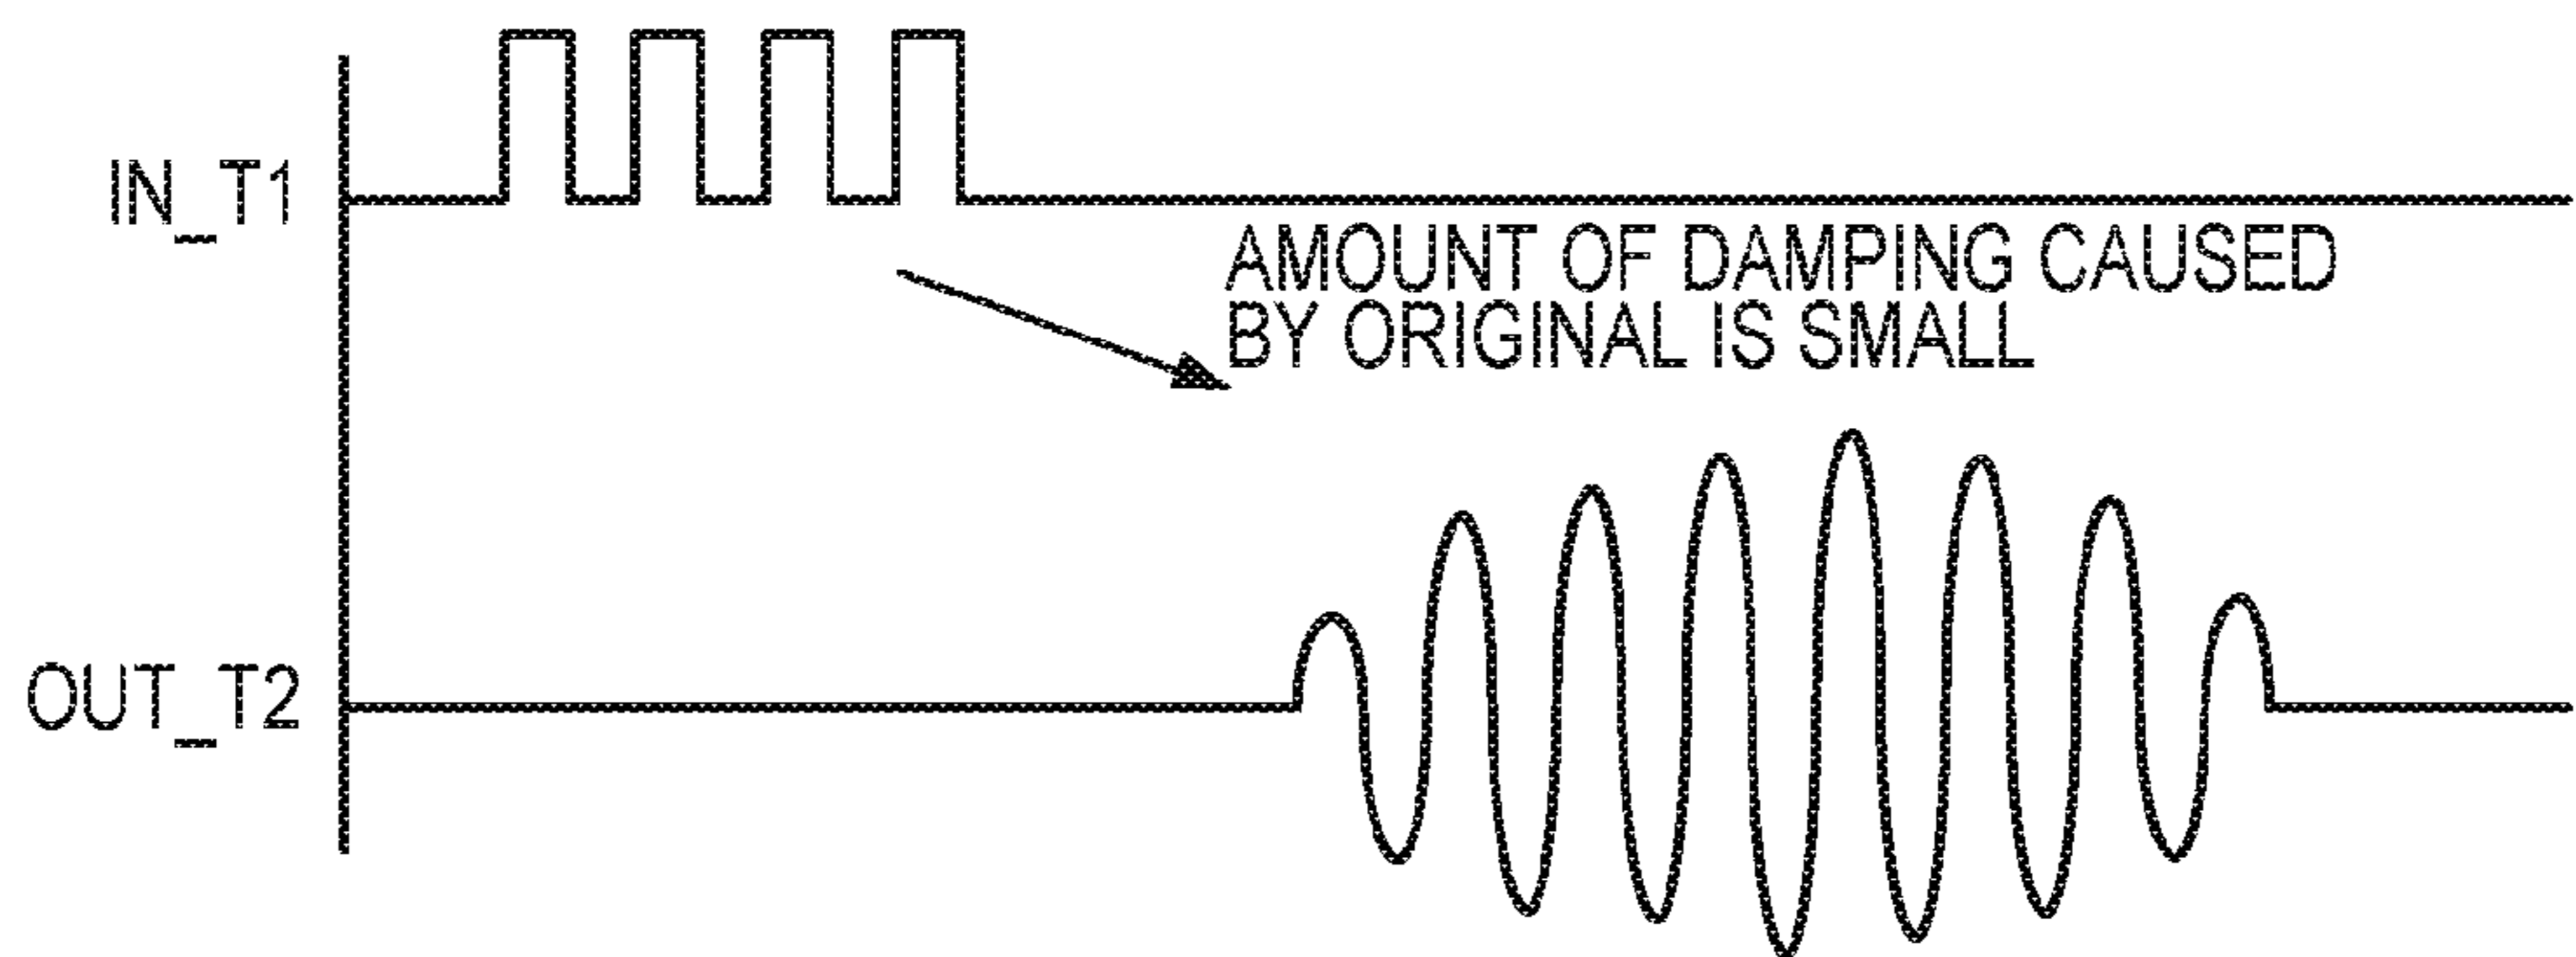 IN_T1
AMOUNT OF DAMPING CAUSED
BY ORIGINAL IS SMALL
OUT_T2